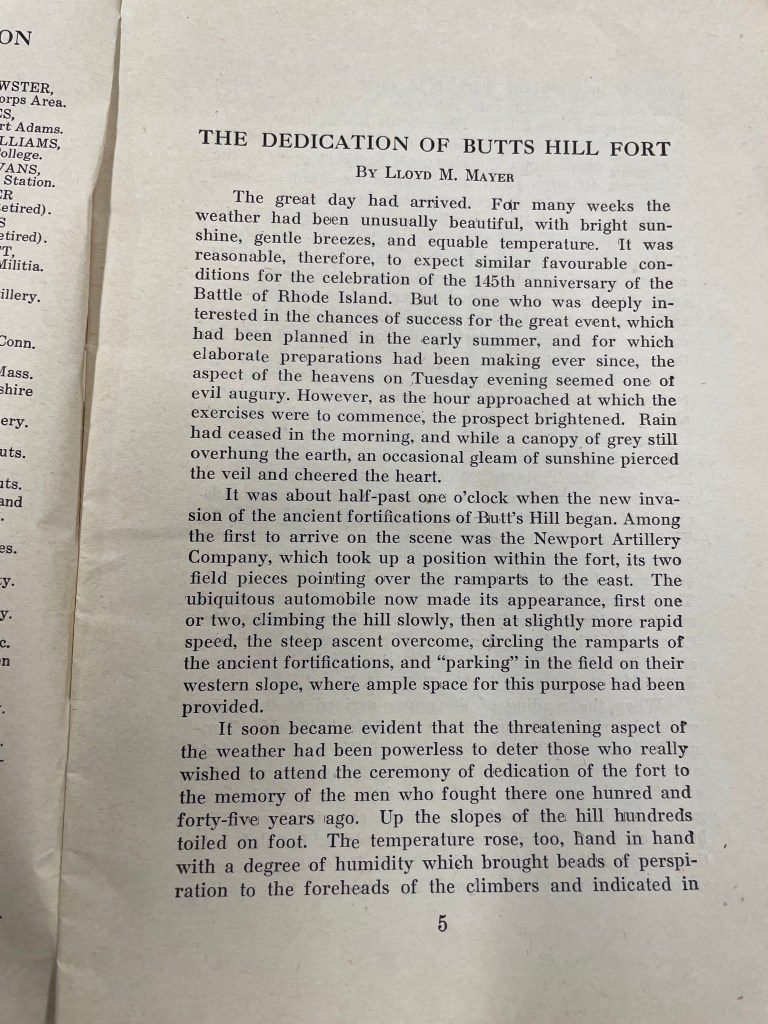 ON
WSTER,
orps Area.
ES,
rt Adams.
LLIAMS,
ollege.
VANS,
Station.
ER
etired).
S
etired).
T,
Militia.
illery.
Conn.
Mass.
shire
ery.
uts.
uts.
and
.
es.
ty.
y.
c.
n
.
.
THE DEDICATION OF BUTTS HILL FORT
BY LLOYD M. MAYER
The great day had arrived. For many weeks the
weather had been unusually beautiful, with bright sun-
shine, gentle breezes, and equable temperature. It was
reasonable, therefore, to expect similar favourable con-
ditions for the celebration of the 145th anniversary of the
Battle of Rhode Island. But to one who was deeply in-
terested in the chances of success for the great event, which
had been planned in the early summer, and for which
elaborate preparations had been making ever since, the
aspect of the heavens on Tuesday evening seemed one of
evil augury. However, as the hour approached at which the
exercises were to commence, the prospect brightened. Rain
had ceased in the morning, and while a canopy of grey still
overhung the earth, an occasional gleam of sunshine pierced
the veil and cheered the heart.
It was about half-past one o'clock when the new inva-
sion of the ancient fortifications of Butt's Hill began. Among
the first to arrive on the scene was the Newport Artillery
Company, which took up a position within the fort, its two
field pieces pointing over the ramparts to the east. The
ubiquitous automobile now made its appearance, first one
or two, climbing the hill slowly, then at slightly more rapid
speed, the steep ascent overcome, circling the ramparts of
the ancient fortifications, and "parking" in the field on their
western slope, where ample space for this purpose had been
provided.
It soon became evident that the threatening aspect of
the weather had been powerless to deter those who really
wished to attend the ceremony of dedication of the fort to
the memory of the men who fought there one hunred and
forty-five years ago. Up the slopes of the hill hundreds
toiled on foot. The temperature rose, too, hand in hand
with a degree of humidity which brought beads of perspi-
ration to the foreheads of the climbers and indicated in
5